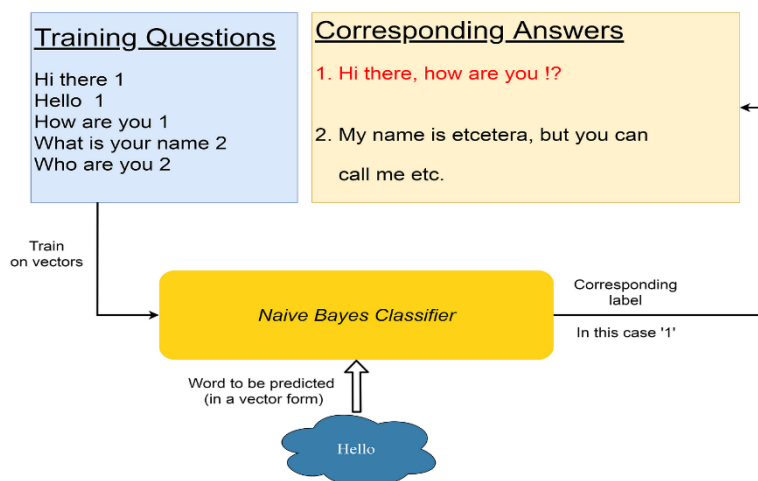 Training Questions
Hi there 1
Hello  1
How are you 1
What is your name 2
Who are you 2
Corresponding Answers
1. Hi there, how are you !?
2. My name is etcetera, but you can
call me etc.
Train
on vectors
Naive Bayes Classifier
Corresponding
label
In this case '1'
Word to be predicted
(in a vector form)
Hello